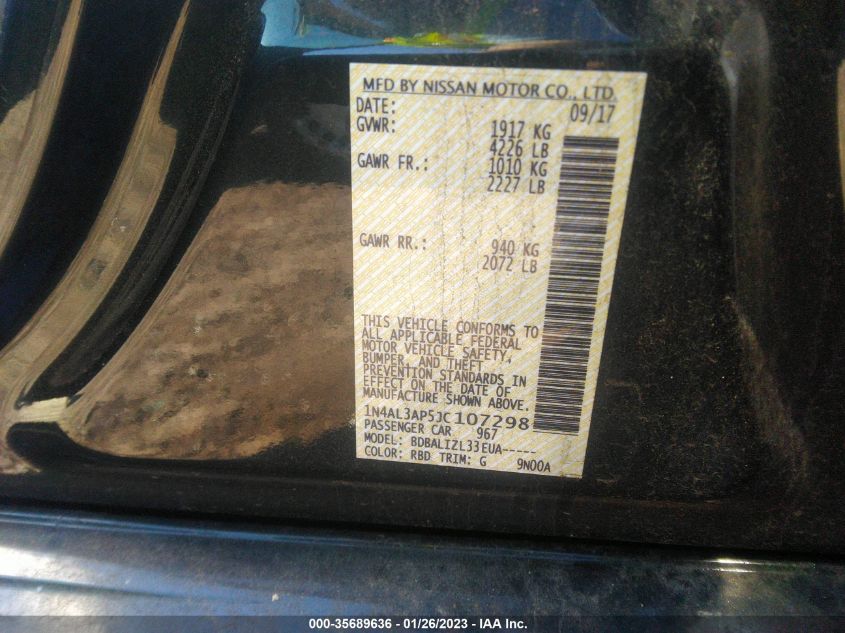 MFD BY NISSAN MOTOR CO., LTD.
DATE: 09/17
GVWR: 1917 KG
4226 LB
GAWR FR.: 1010 KG
2227 LB
GAWR RR.: 940 KG
2072 LB
THIS VEHICLE CONFORMS TO
ALL APPLICABLE FEDERAL
MOTOR VEHICLE SAFETY,
BUMPER, AND THEFT
PREVENTION STANDARDS IN
EFFECT ON THE DATE OF
MANUFACTURE SHOWN ABOVE.
1N4AL3AP5JC107298
PASSENGER CAR 967
MODEL: BDBALIZL33EUA-----
COLOR: RBD TRIM: G 9N00A
000-35689636 - 01/26/2023 - IAA Inc.